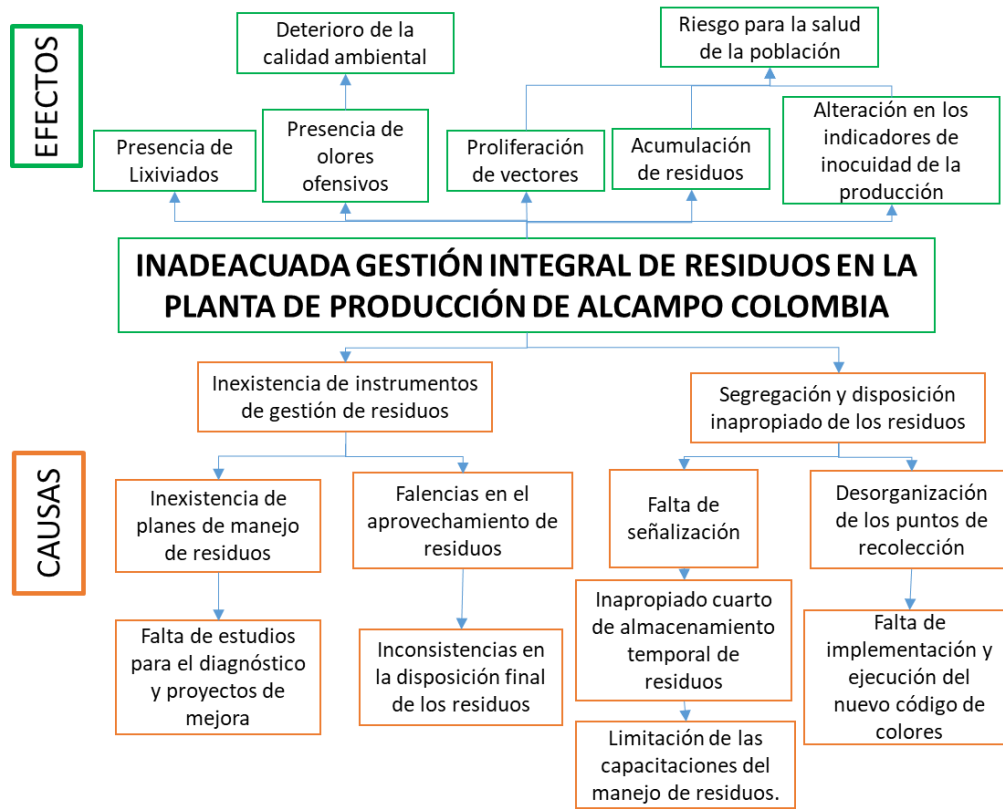 EFECTOS
Deterioro de la
calidad ambiental
Riesgo para la salud
de la población
Presencia de
Lixiviados
Presencia de
olores
ofensivos
Proliferación
de vectores
Acumulación
de residuos
Alteración en los
indicadores de
inocuidad de la
producción
INADEACUADA GESTIÓN INTEGRAL DE RESIDUOS EN LA
PLANTA DE PRODUCCIÓN DE ALCAMPO COLOMBIA
CAUSAS
Inexistencia de instrumentos
de gestión de residuos
Segregación y disposición
inapropiado de los residuos
Inexistencia de
planes de manejo
de residuos
Falencias en el
aprovechamiento de
residuos
Falta de
señalización
Desorganización
de los puntos de
recolección
Falta de estudios
para el diagnóstico
y proyectos de
mejora
Inconsistencias en
la disposición final
de los residuos
Inapropiado cuarto
de almacenamiento
temporal de
residuos
Falta de
implementación y
ejecución del
nuevo código de
colores
Limitación de las
capacitaciones del
manejo de residuos.